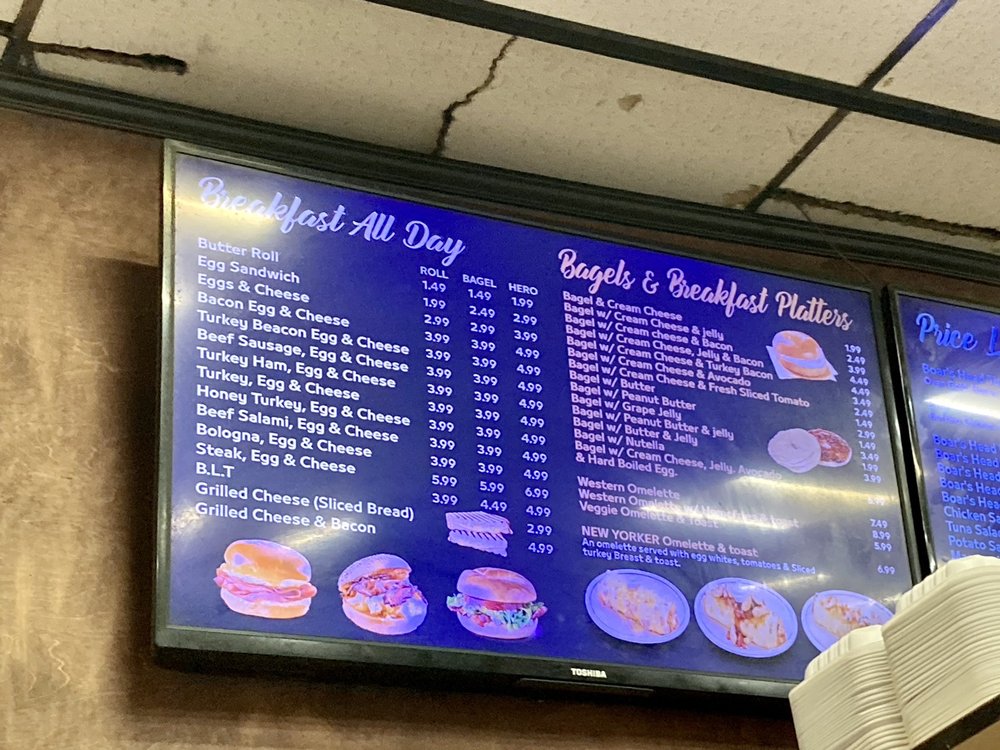 Breakfast All Day
ROLL BAGEL HERO
Butter Roll 1.49 1.49 1.99
Egg Sandwich 1.99 2.49 2.99
Eggs & Cheese 2.99 2.99 3.99
Bacon Egg & Cheese 3.99 3.99 4.99
Turkey Beacon Egg & Cheese 3.99 3.99 4.99
Beef Sausage, Egg & Cheese 3.99 3.99 4.99
Turkey Ham, Egg & Cheese 3.99 3.99 4.99
Turkey, Egg & Cheese 3.99 3.99 4.99
Honey Turkey, Egg & Cheese 3.99 3.99 4.99
Beef Salami, Egg & Cheese 3.99 3.99 4.99
Bologna, Egg & Cheese 3.99 3.99 4.99
Steak, Egg & Cheese 5.99 5.99 6.99
B.L.T 3.99 4.49 4.99
Grilled Cheese (Sliced Bread) 2.99
Grilled Cheese & Bacon 4.99
Bagels & Breakfast Platters
Bagel & Cream Cheese 1.99
Bagel w/ Cream Cheese & jelly 2.49
Bagel w/ Cream cheese & Bacon 3.99
Bagel w/ Cream Cheese, Jelly & Bacon 4.49
Bagel w/ Cream Cheese & Turkey Bacon 4.49
Bagel w/ Cream Cheese & Avocado 3.49
Bagel w/ Cream Cheese & Fresh Sliced Tomato 2.49
Bagel w/ Butter 1.49
Bagel w/ Peanut Butter 2.99
Bagel w/ Grape Jelly 1.49
Bagel w/ Peanut Butter & jelly 3.49
Bagel w/ Butter & Jelly 1.99
Bagel w/ Nutella 3.99
Bagel w/ Cream Cheese, Jelly, Avocado
& Hard Boiled Egg.
Western Omelette 7.49
Western Omelette w/ & toast 8.99
Veggie Omelette & Toast 5.99
NEW YORKER Omelette & toast 6.99
An omelette served with egg whites, tomatoes & Sliced
turkey Breast & toast.
TOSHIBA
Price
Boar's Head
Boar's Head
Boar's Head
Boar's Head
Boar's Hea
Boar's Hea
Chicken S
Tuna Sala
Potato S